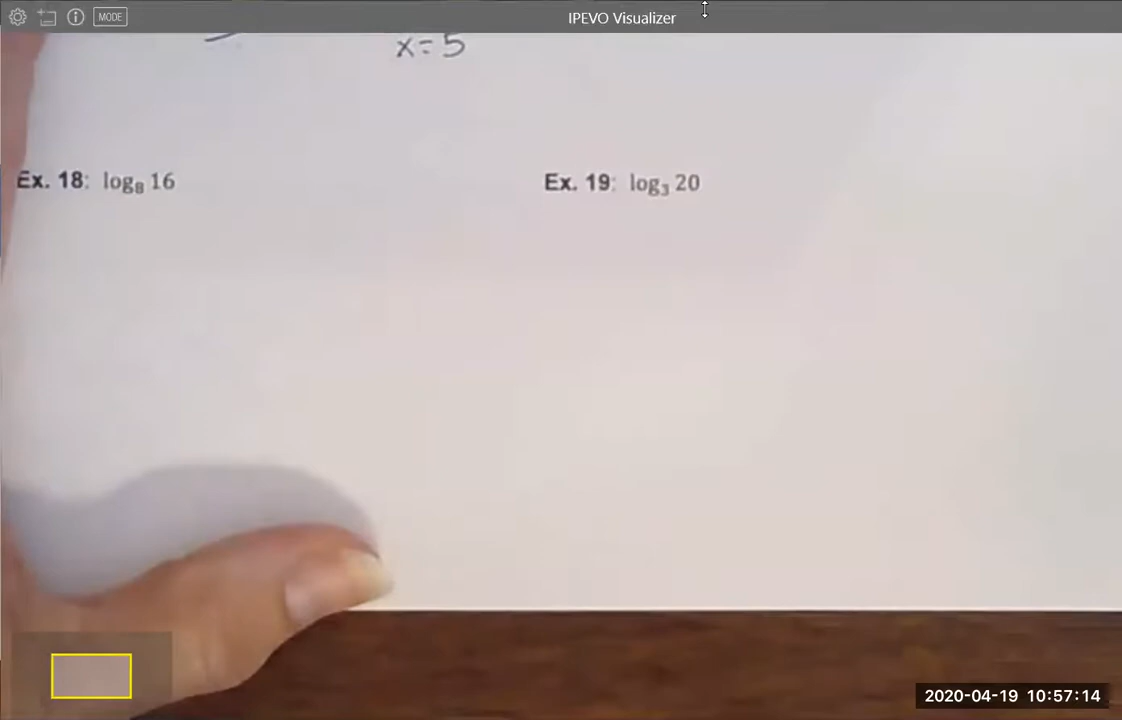 MODE
IPEVO Visualizer
x=5
Ex. 18: log₈ 16
Ex. 19: log₃ 20
2020-04-19 10:57:14